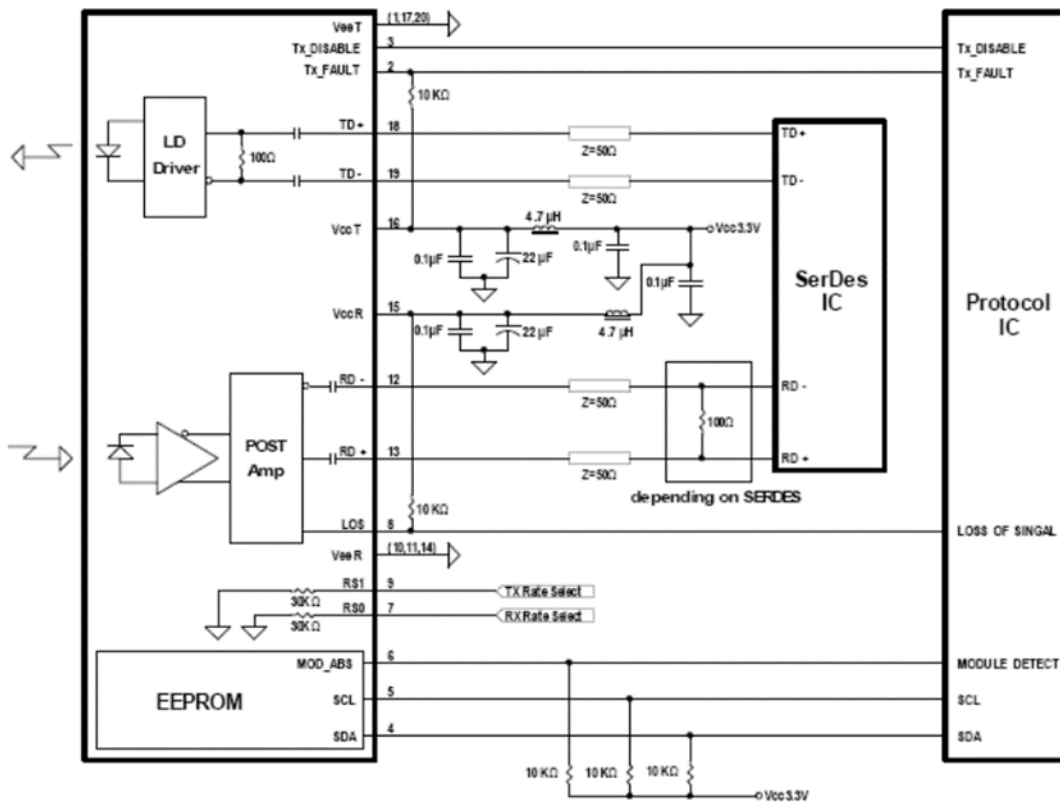 VeeT (1,17,20)
Tx_DISABLE 3 Tx_DISABLE
Tx_FAULT 2 Tx_FAULT
10 KΩ
LD
Driver
100Ω
TD+ 18 TD+
Z=50Ω
TD- 19 TD-
Z=50Ω
VccT 16 4.7 µH Vcc3.3V
0.1µF 22 µF 0.1µF
0.1µF
VccR 15
0.1µF 22 µF 4.7 µH
SerDes
IC
Protocol
IC
RD - 12 RD -
Z=50Ω
100Ω
POST
Amp
RD + 13 RD +
Z=50Ω
depending on SERDES
10 KΩ
LOS 8 LOSS OF SINGAL
VeeR (10,11,14)
RS1 9 TX Rate Select
30KΩ
RS0 7 RX Rate Select
30KΩ
MOD_ABS 6 MODULE DETECT
EEPROM
SCL 5 SCL
SDA 4 SDA
10 KΩ 10 KΩ 10 KΩ
Vcc3.3V